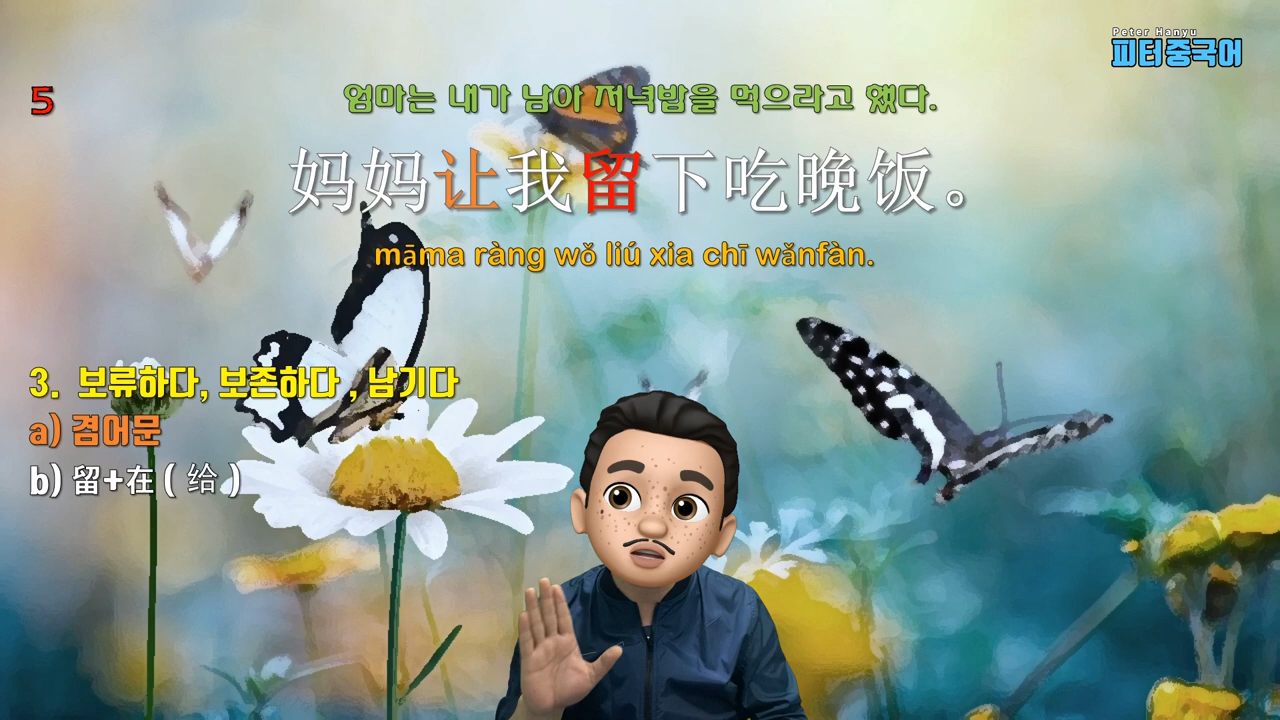 Peter Hanyu
피터중국어
5
엄마는 내가 남아 저녁밥을 먹으라고 했다.
妈妈让我留下吃晚饭。
māma ràng wǒ liú xia chī wǎnfàn.
3. 보류하다, 보존하다 , 남기다
a) 겸어문
b) 留+在 ( 给 )